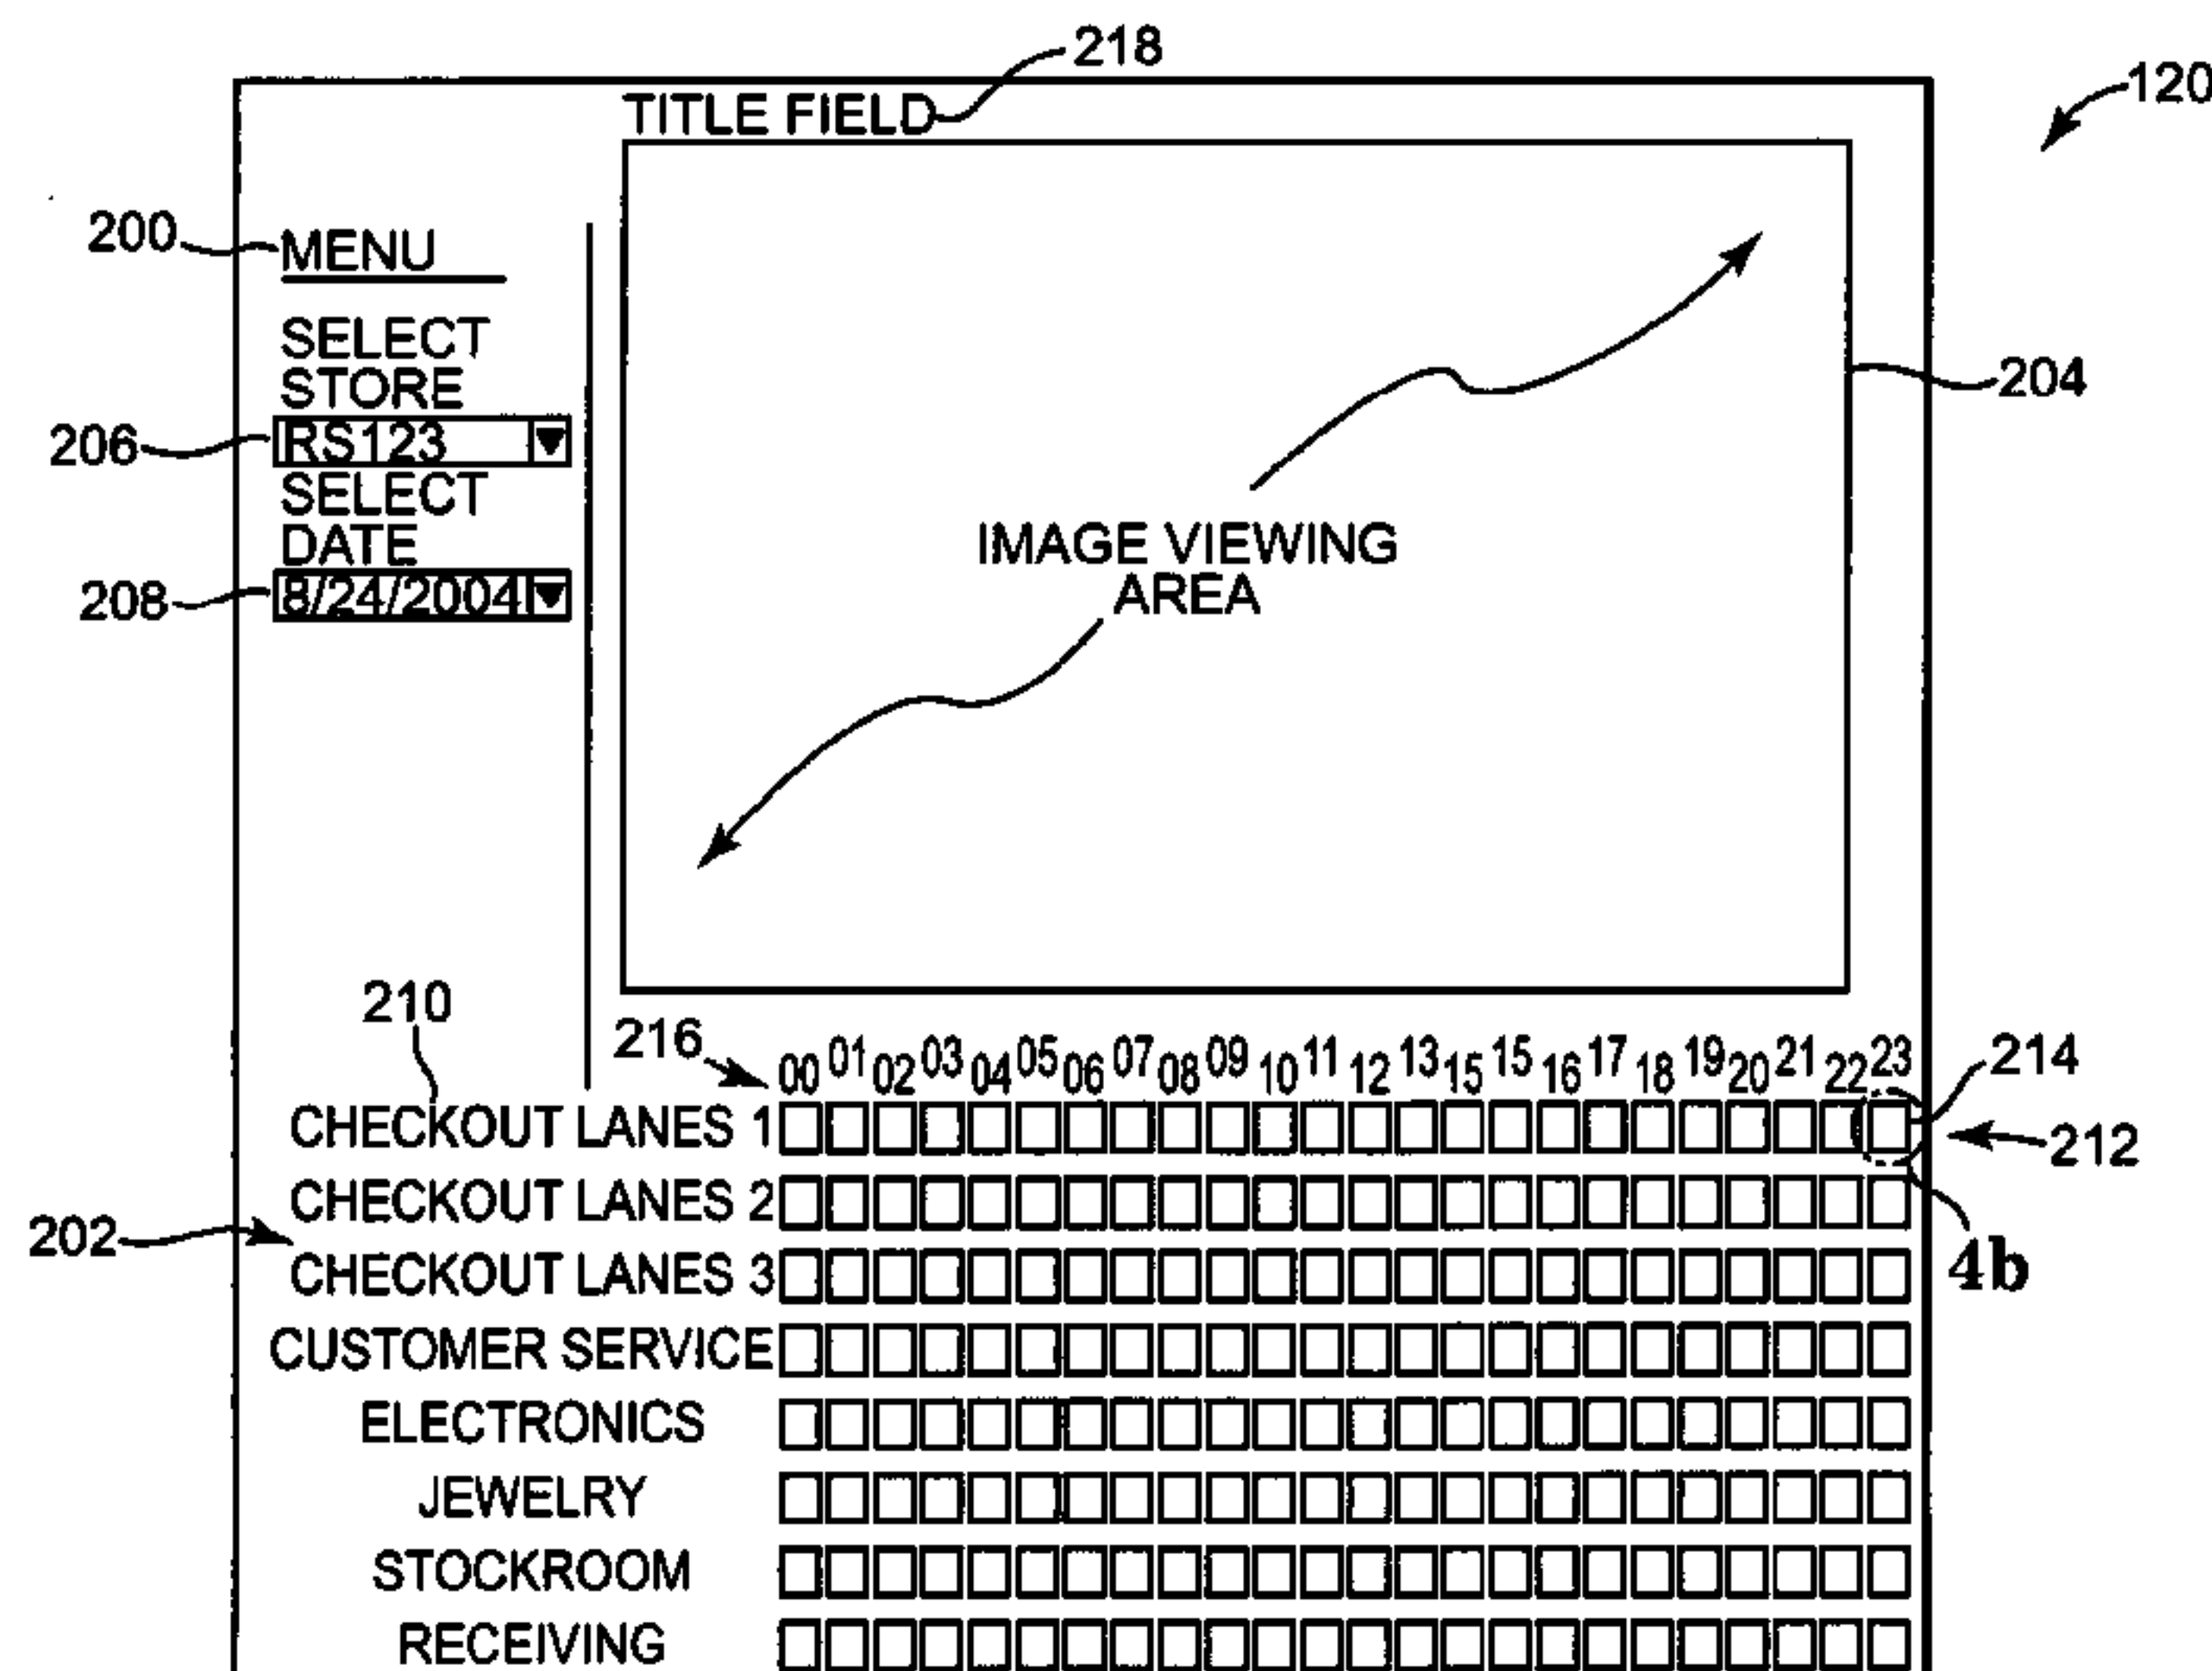 218
TITLE FIELD
120
200
MENU
SELECT
STORE
206
RS123
SELECT
DATE
208
8/24/2004
IMAGE VIEWING
AREA
204
210
216
00 01 02 03 04 05 06 07 08 09 10 11 12 13 15 15 16 17 18 19 20 21 22 23
214
CHECKOUT LANES 1
212
CHECKOUT LANES 2
202
CHECKOUT LANES 3
4b
CUSTOMER SERVICE
ELECTRONICS
JEWELRY
STOCKROOM
RECEIVING